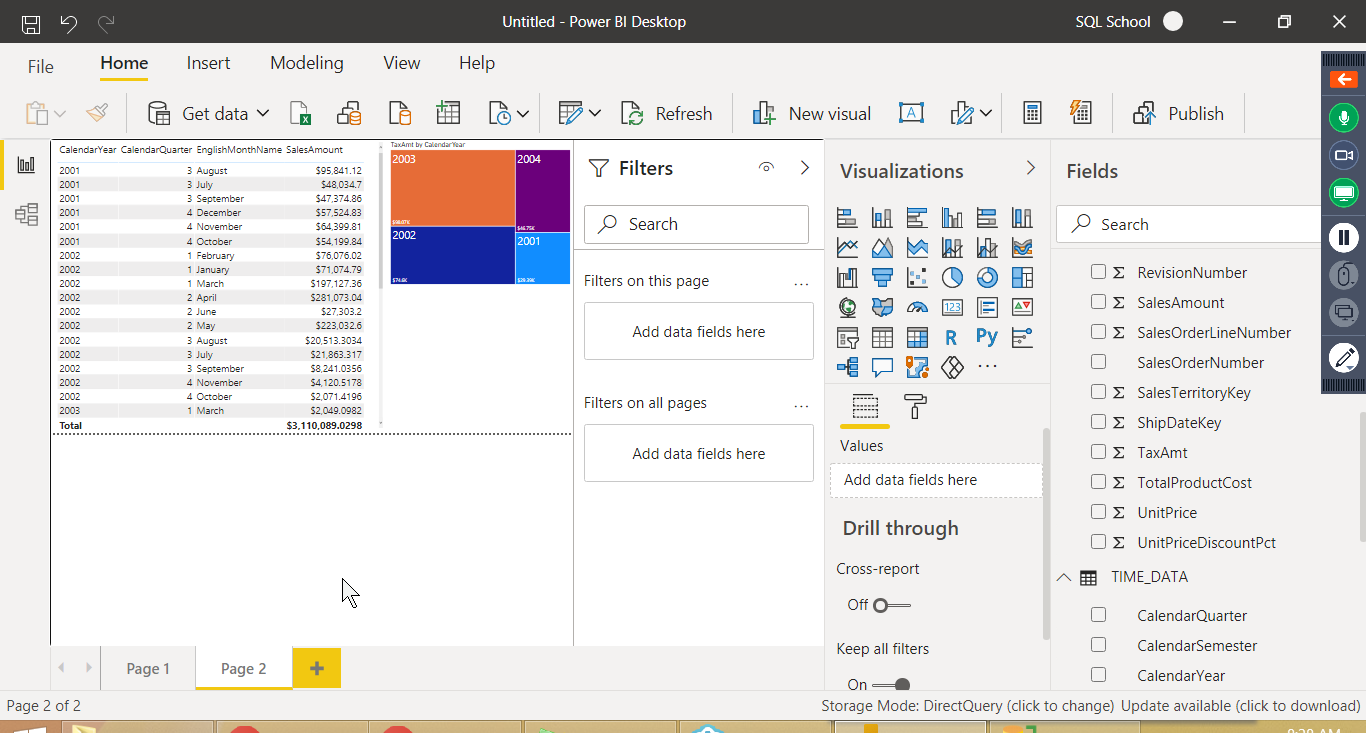 Untitled - Power BI Desktop
SQL School
File
Home
Insert
Modeling
View
Help
Get data
Refresh
New visual
A
Publish
CalendarYear CalendarQuarter EnglishMonthName SalesAmount
2001 3 August $95,841.12
2001 3 July $48,034.7
2001 3 September $47,374.86
2001 4 December $57,524.83
2001 4 November $64,399.81
2001 4 October $54,199.84
2002 1 February $76,076.02
2002 1 January $71,074.79
2002 1 March $197,127.36
2002 2 April $281,073.04
2002 2 June $27,303.2
2002 2 May $223,032.6
2002 3 August $20,513.3034
2002 3 July $21,863.317
2002 3 September $8,241.0356
2002 4 November $4,120.5178
2002 4 October $2,071.4196
2003 1 March $2,049.0982
Total $3,110,089.0298
TaxAmt by CalendarYear
2003
2004
2002
2001
Filters
Search
Filters on this page
...
Add data fields here
Filters on all pages
...
Add data fields here
Visualizations
123
R
Py
...
Values
Add data fields here
Drill through
Cross-report
Off
Keep all filters
On
Fields
Search
Σ RevisionNumber
Σ SalesAmount
Σ SalesOrderLineNumber
SalesOrderNumber
Σ SalesTerritoryKey
Σ ShipDateKey
Σ TaxAmt
Σ TotalProductCost
Σ UnitPrice
Σ UnitPriceDiscountPct
TIME_DATA
CalendarQuarter
CalendarSemester
CalendarYear
Page 1
Page 2
+
Page 2 of 2
Storage Mode: DirectQuery (click to change) Update available (click to download)